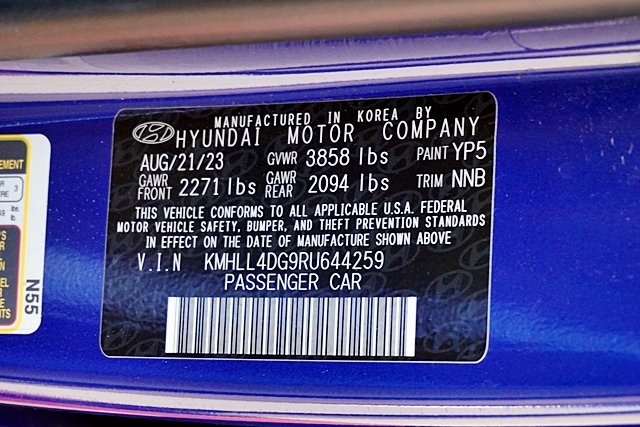 MANUFACTURED IN KOREA BY
HYUNDAI MOTOR COMPANY
AUG/21/23 GVWR 3858 lbs PAINT YP5
GAWR FRONT 2271 lbs GAWR REAR 2094 lbs TRIM NNB
THIS VEHICLE CONFORMS TO ALL APPLICABLE U.S.A. FEDERAL
MOTOR VEHICLE SAFETY, BUMPER, AND THEFT PREVENTION STANDARDS
IN EFFECT ON THE DATE OF MANUFACTURE SHOWN ABOVE
V.I.N KMHLL4DG9RU644259
PASSENGER CAR
N55